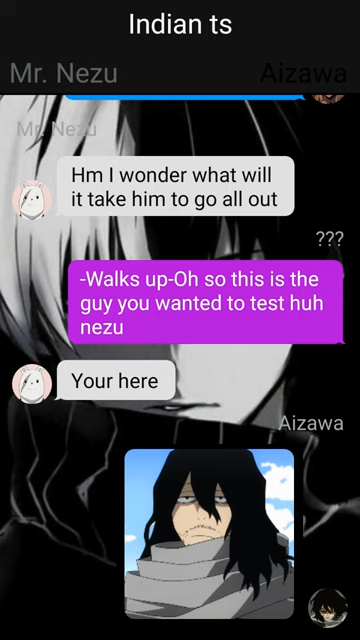 Indian ts
Mr. Nezu
Aizawa
Mr. Nezu
Hm I wonder what will
it take him to go all out
???
-Walks up-Oh so this is the
guy you wanted to test huh
nezu
Your here
Aizawa